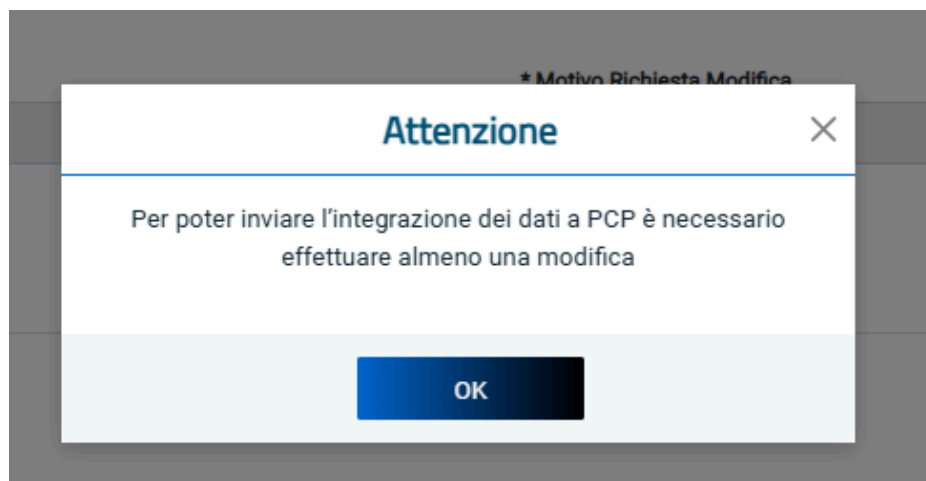 * Motivo Richiesta Modifica
Attenzione
Per poter inviare l'integrazione dei dati a PCP è necessario
effettuare almeno una modifica
OK